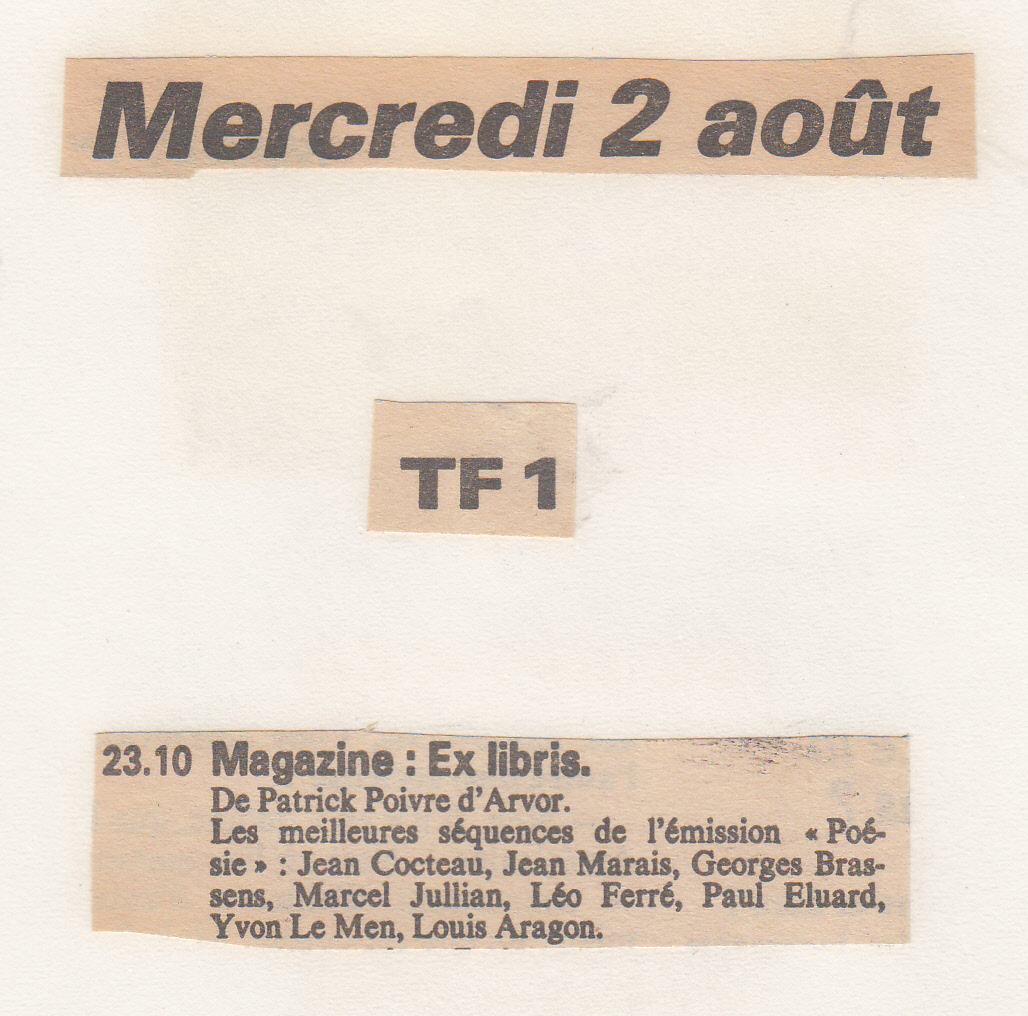 Mercredi 2 août
TF 1
23.10 Magazine : Ex libris.
De Patrick Poivre d'Arvor.
Les meilleures séquences de l'émission « Poé-
sie » : Jean Cocteau, Jean Marais, Georges Bras-
sens, Marcel Jullian, Léo Ferré, Paul Eluard,
Yvon Le Men, Louis Aragon.